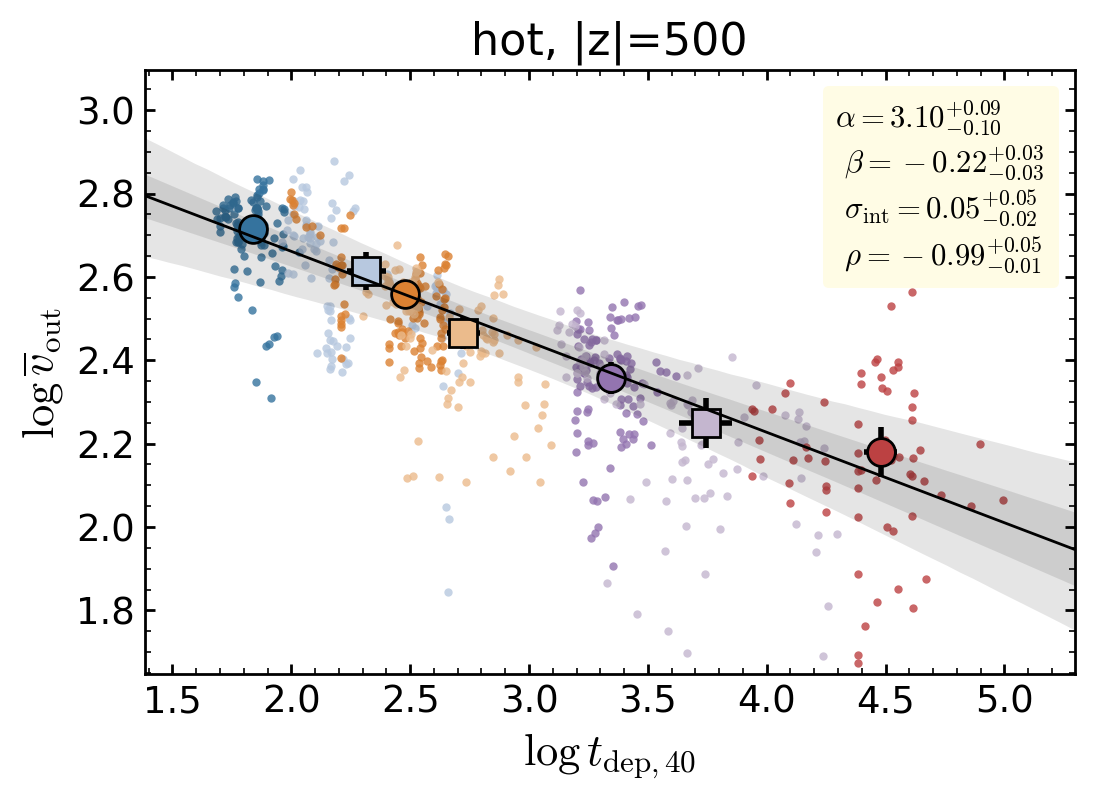 hot, |z|=500
α = 3.10^{+0.09}_{-0.10}
β = −0.22^{+0.03}_{-0.03}
σ_int = 0.05^{+0.05}_{-0.02}
ρ = −0.99^{+0.05}_{-0.01}
3.0
2.8
2.6
2.4
2.2
2.0
1.8
log v̅_out
1.5 2.0 2.5 3.0 3.5 4.0 4.5 5.0
log t_{dep, 40}